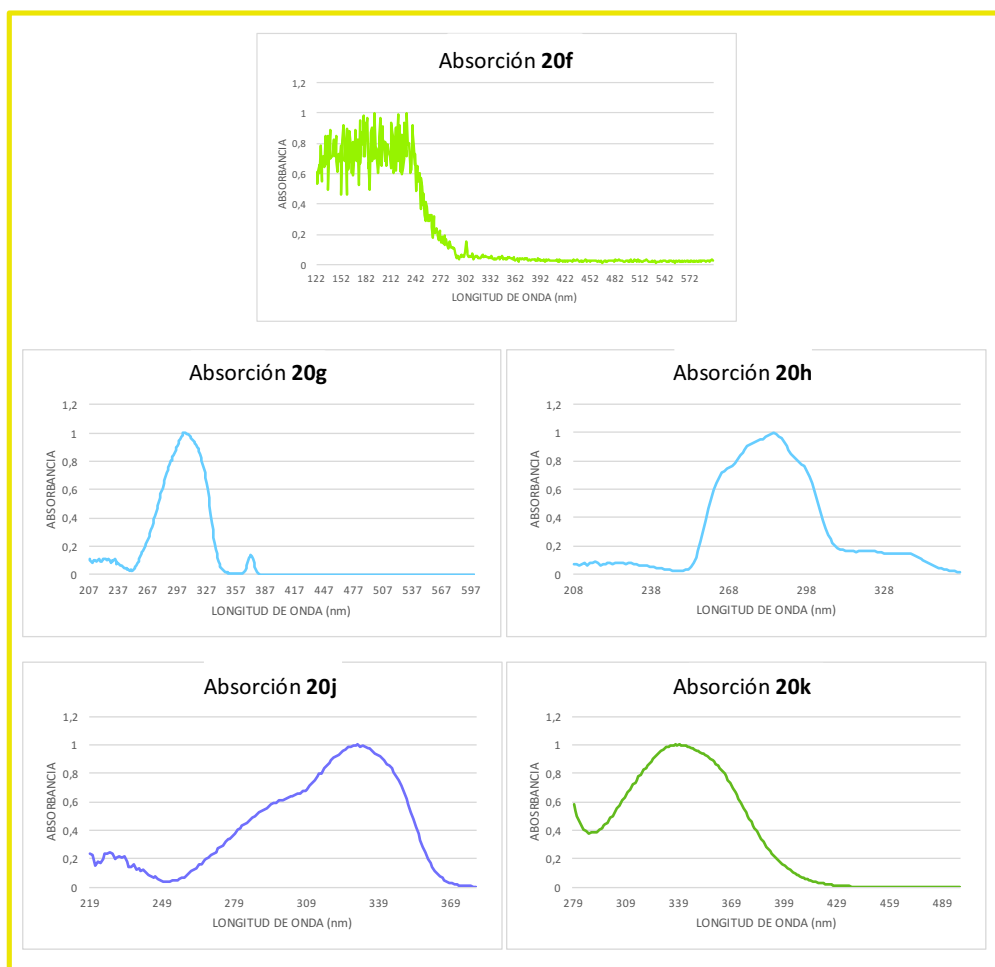 Absorción 20f
1,2
1
0,8
0,6
0,4
0,2
0
ABSORBANCIA
122 152 182 212 242 272 302 332 362 392 422 452 482 512 542 572
LONGITUD DE ONDA (nm)
Absorción 20g
1,2
1
0,8
0,6
0,4
0,2
0
ABSORBANCIA
207 237 267 297 327 357 387 417 447 477 507 537 567 597
LONGITUD DE ONDA (nm)
Absorción 20h
1,2
1
0,8
0,6
0,4
0,2
0
ABSORBANCIA
208 238 268 298 328
LONGITUD DE ONDA (nm)
Absorción 20j
1,2
1
0,8
0,6
0,4
0,2
0
ABSORBANCIA
219 249 279 309 339 369
LONGITUD DE ONDA (nm)
Absorción 20k
1,2
1
0,8
0,6
0,4
0,2
0
ABOSRBANCIA
279 309 339 369 399 429 459 489
LONGITUD DE ONDA (nm)